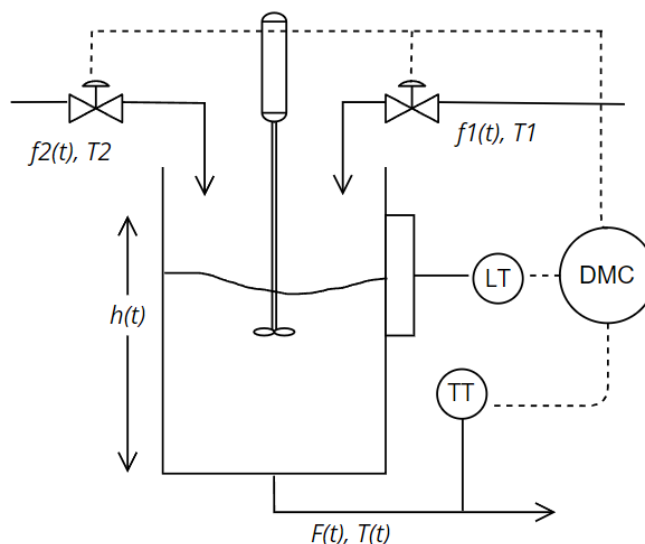 f2(t), T2
f1(t), T1
h(t)
LT
DMC
TT
F(t), T(t)